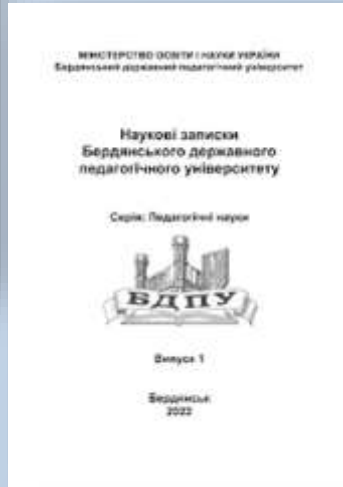 МІНІСТЕРСТВО ОСВІТИ І НАУКИ УКРАЇНИ
Бердянський державний педагогічний університет
Наукові записки
Бердянського державного
педагогічного університету
Серія: Педагогічні науки
БДПУ
Випуск 1
Бердянськ
2022